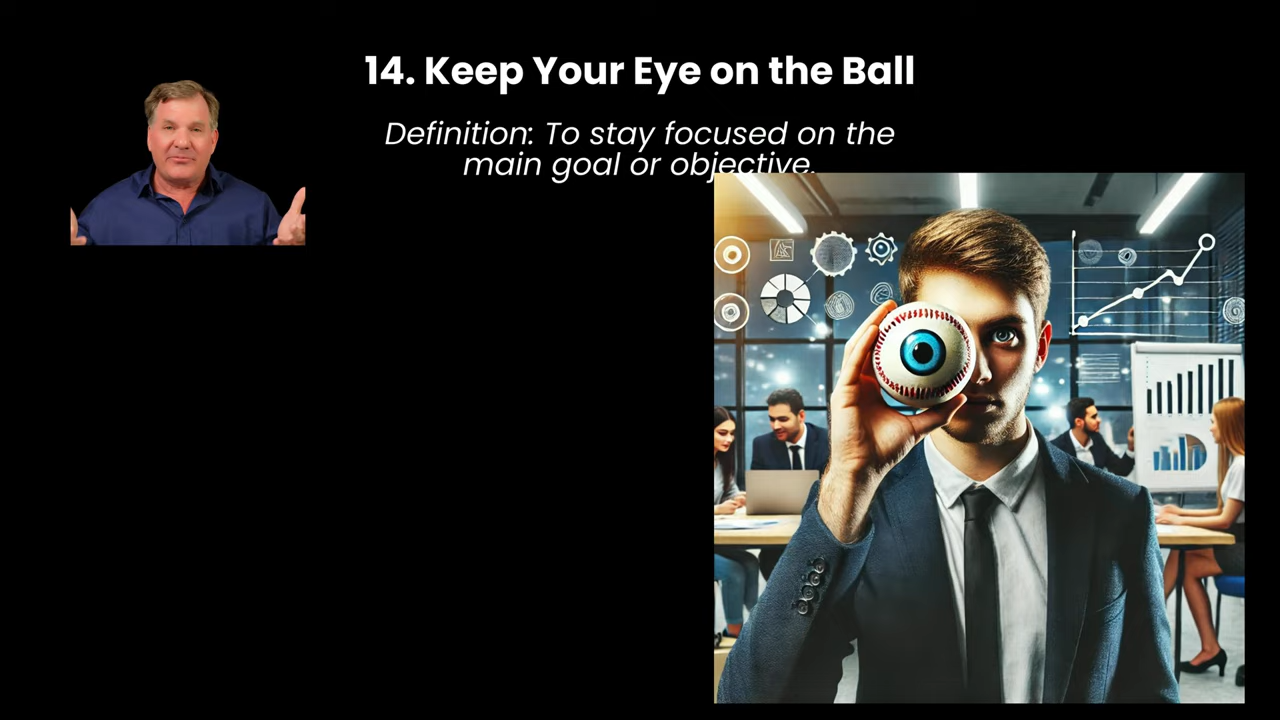 14. Keep Your Eye on the Ball
Definition: To stay focused on the
main goal or objective.